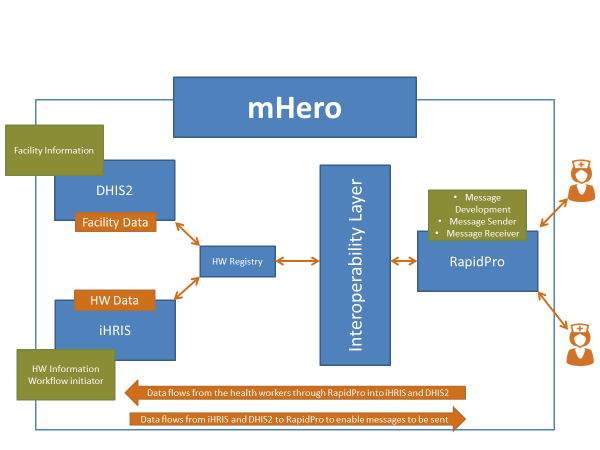 mHero
Facility Information
DHIS2
Facility Data
HW Registry
HW Data
iHRIS
HW Information
Workflow initiator
Interoperability Layer
• Message
Development
• Message Sender
• Message Receiver
RapidPro
Data flows from the health workers through RapidPro into iHRIS and DHIS2
Data flows from iHRIS and DHIS2 to RapidPro to enable messages to be sent